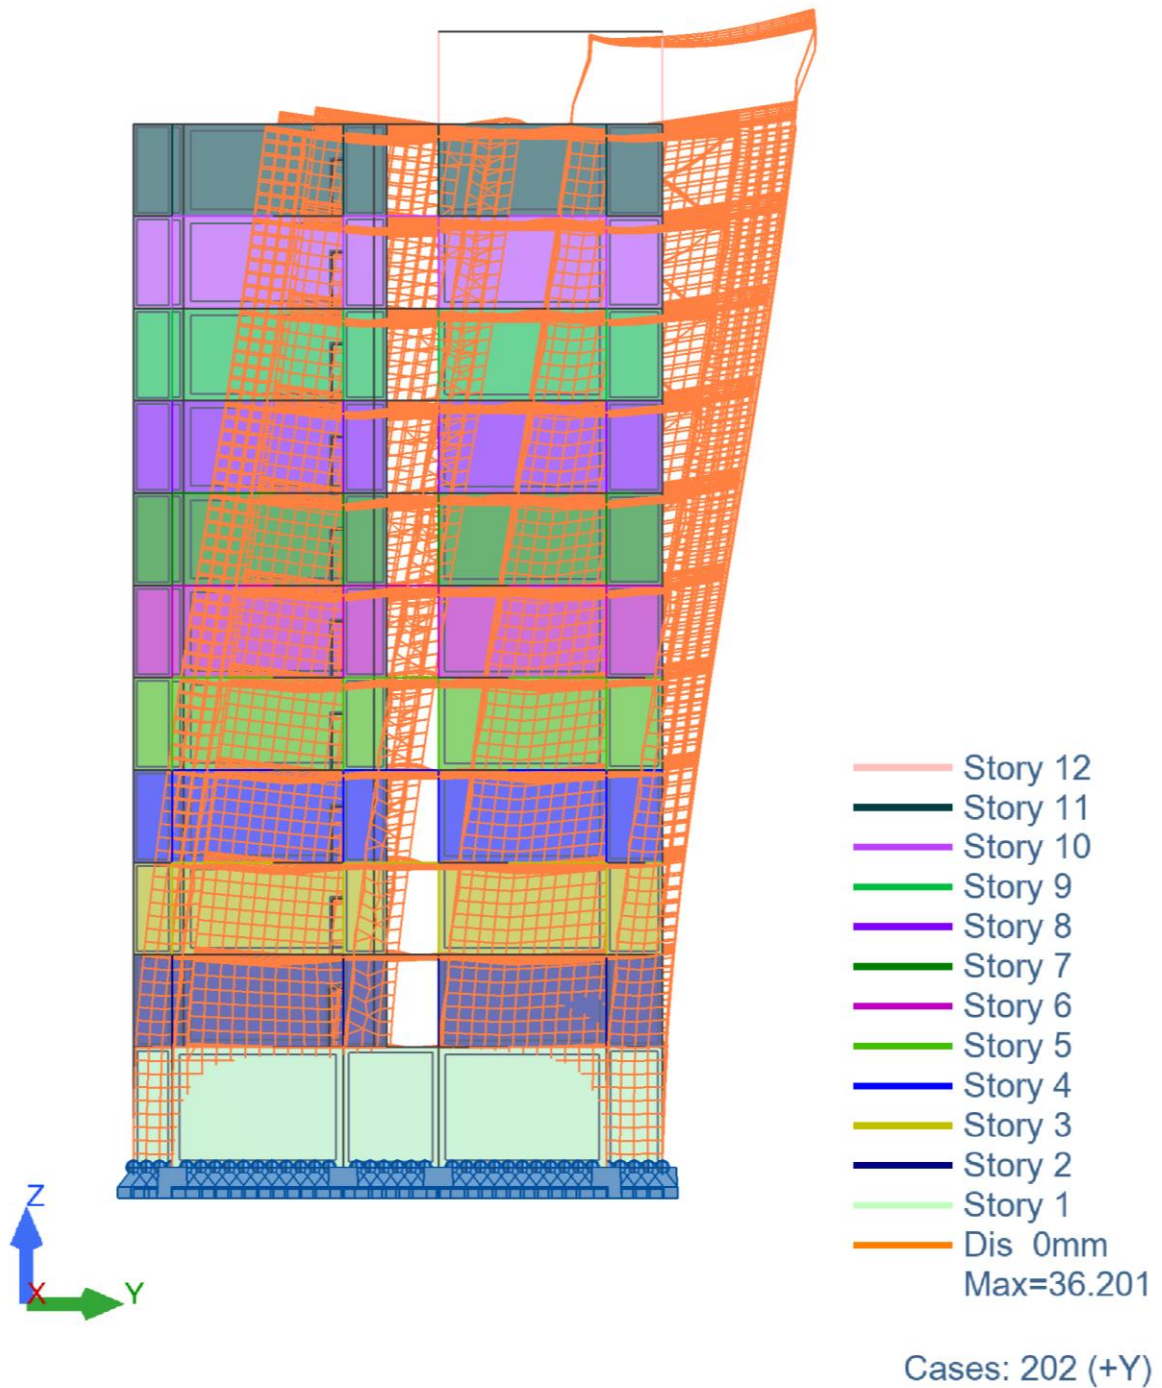 Story 12
Story 11
Story 10
Story 9
Story 8
Story 7
Story 6
Story 5
Story 4
Story 3
Story 2
Story 1
Dis 0mm
Max=36.201
Z
X
Y
Cases: 202 (+Y)